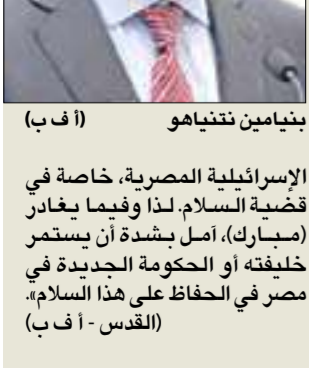 بنيامين نتنياهو (أ ف ب)
الإسرائيلية المصرية، خاصة في
قضية السلام. لذا وفيما يغادر
(مبارك)، آمل بشدة أن يستمر
خليفته أو الحكومة الجديدة في
مصر في الحفاظ على هذا السلام».
(القدس - أ ف ب)